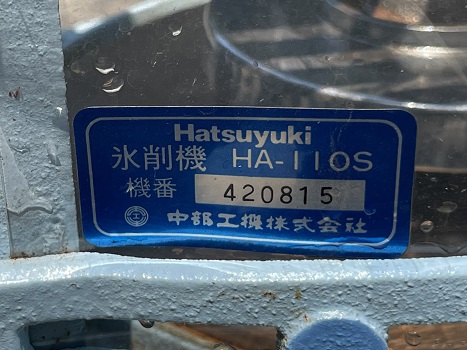 Hatsuyuki
氷削機 HA-110S
機番 420815
中部工機株式会社